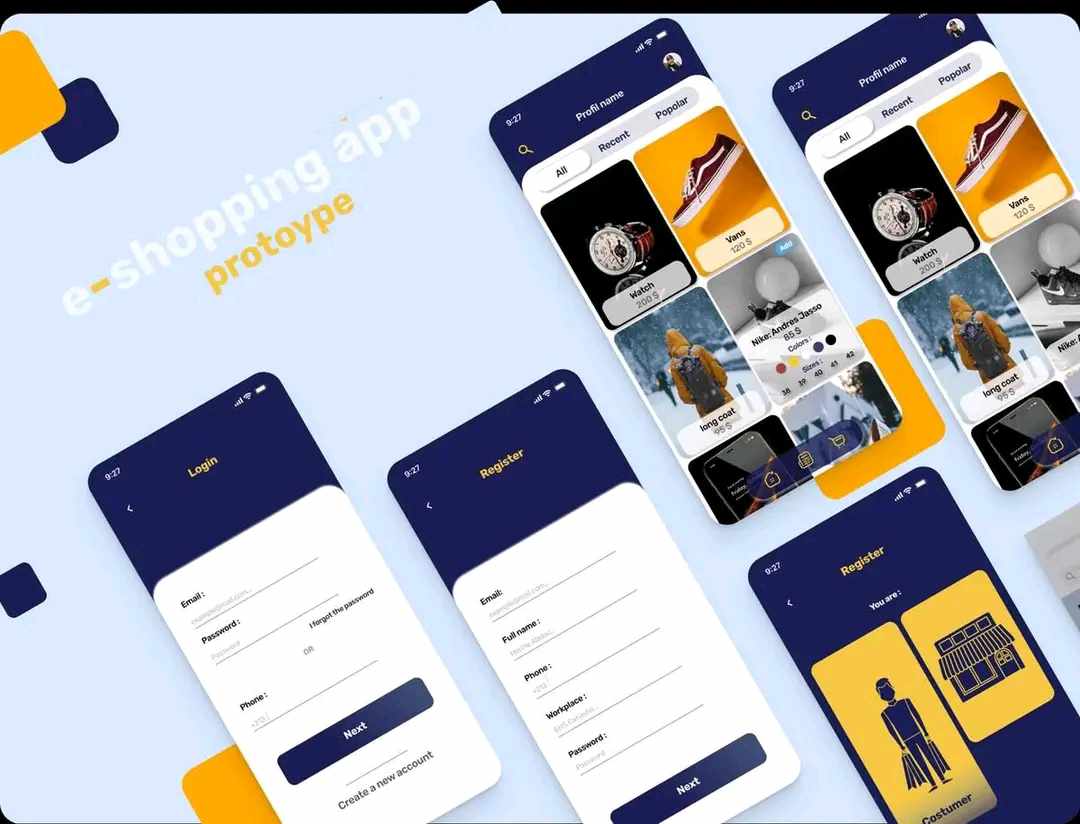 e-shopping app
protoype
9:27
Profil name
All
Recent
Popolar
Watch
200 $
Vans
120 $
Add
Nike: Andres Jasso
85 $
Colors :
Sizes :
38 39 40 41 42
long coat
95 $
9:27
Profil name
All
Recent
Popolar
Watch
200 $
Vans
120 $
Nike: A
long coat
95 $
9:27
Login
Email :
example@mail.com...
Password :
Password
I forgot the password
OR
Phone :
+212
Next
Create a new account
9:27
Register
Email:
example@mail.com...
Full name :
Phone :
+212
Workplace :
Password :
Password
Next
9:27
Register
You are :
Costumer